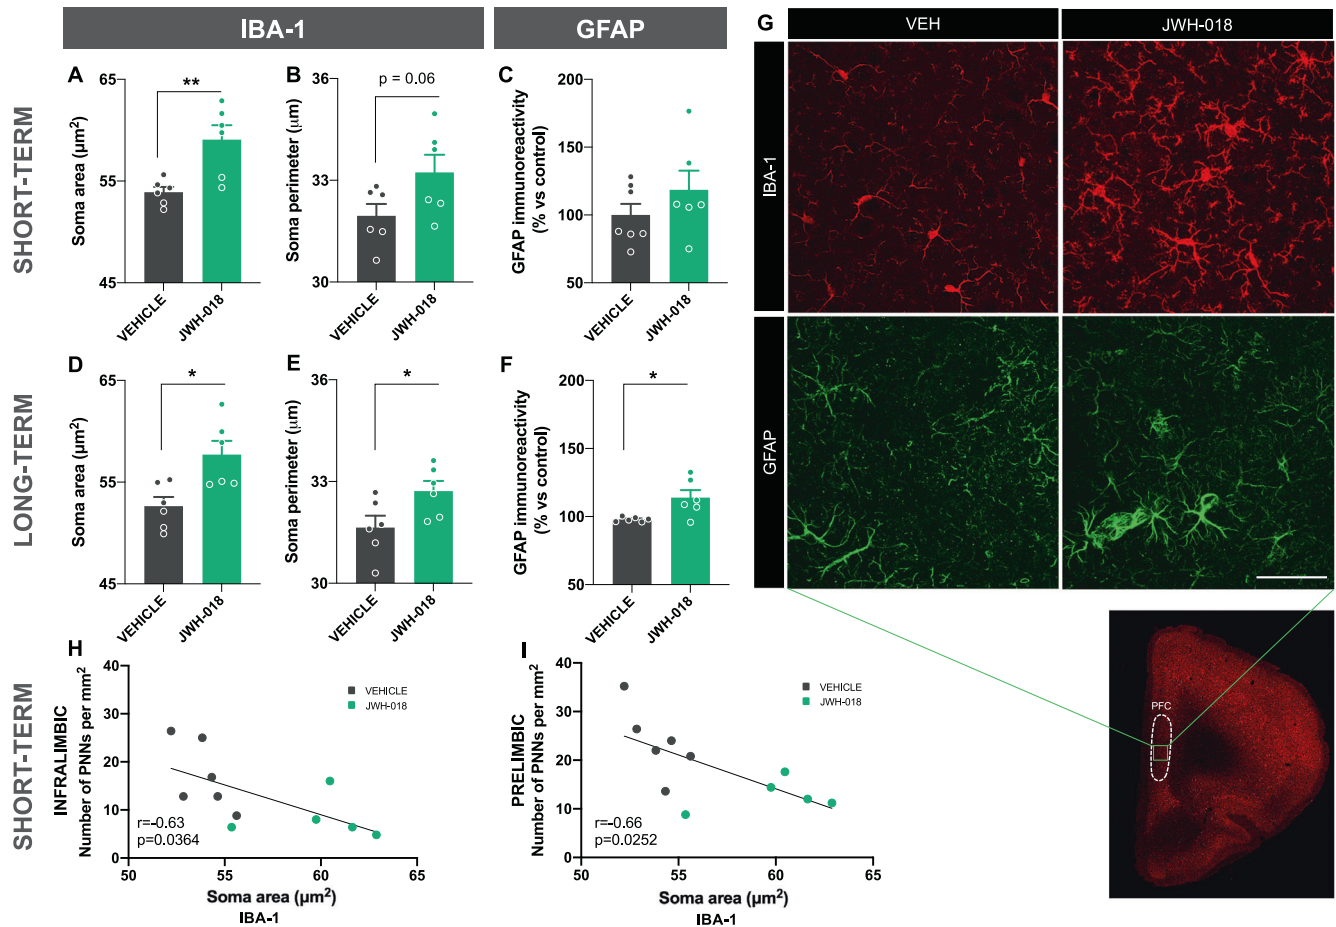 IBA-1
GFAP
G
VEH
JWH-018
SHORT-TERM
A
Soma area (µm²)
65
55
45
**
VEHICLE
JWH-018
B
Soma perimeter (µm)
36
33
30
p = 0.06
VEHICLE
JWH-018
C
GFAP immunoreactivity
(% vs control)
200
150
100
50
VEHICLE
JWH-018
IBA-1
GFAP
LONG-TERM
D
Soma area (µm²)
65
55
45
*
VEHICLE
JWH-018
E
Soma perimeter (µm)
36
33
30
*
VEHICLE
JWH-018
F
GFAP immunoreactivity
(% vs control)
200
150
100
50
*
VEHICLE
JWH-018
SHORT-TERM
H
INFRALIMBIC
Number of PNNs per mm²
40
30
20
10
0
VEHICLE
JWH-018
r=-0.63
p=0.0364
50
55
60
65
Soma area (µm²)
IBA-1
I
PRELIMBIC
Number of PNNs per mm²
40
30
20
10
0
VEHICLE
JWH-018
r=-0.66
p=0.0252
50
55
60
65
Soma area (µm²)
IBA-1
PFC